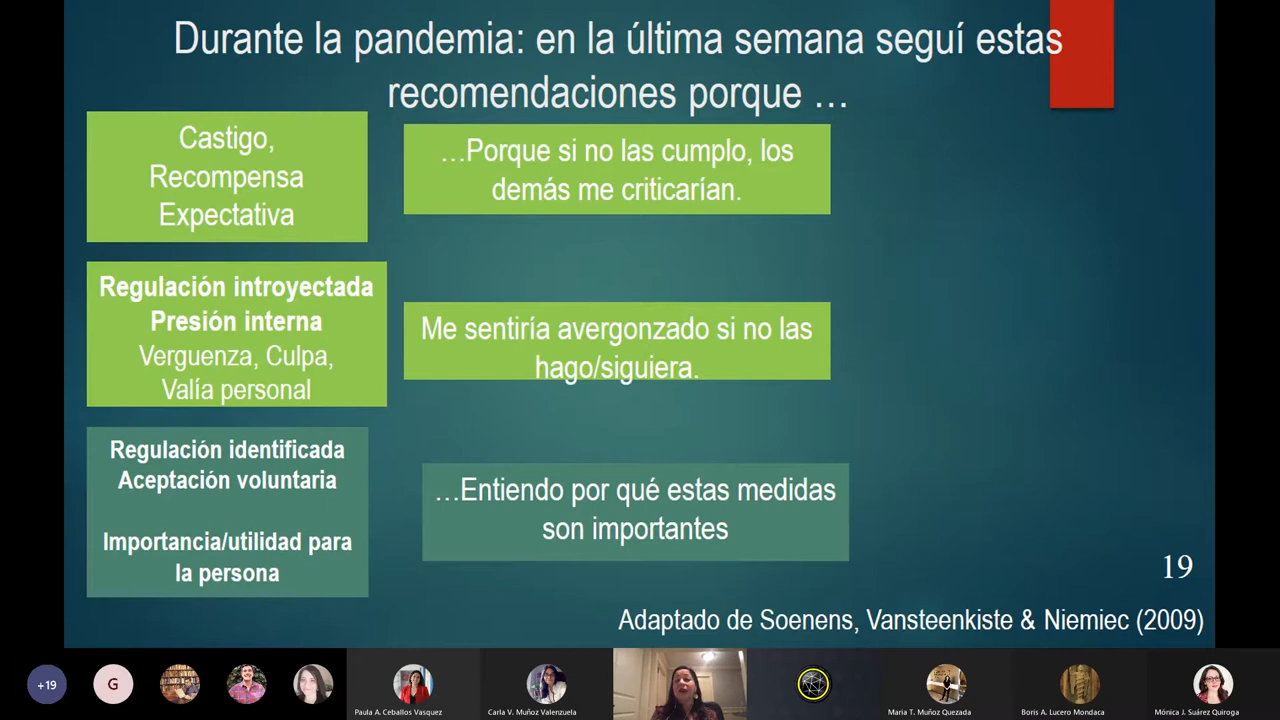 Durante la pandemia: en la última semana seguí estas
recomendaciones porque …
Castigo,
Recompensa
Expectativa
…Porque si no las cumplo, los
demás me criticarían.
Regulación introyectada
Presión interna
Verguenza, Culpa,
Valía personal
Me sentiría avergonzado si no las
hago/siguiera.
Regulación identificada
Aceptación voluntaria
Importancia/utilidad para
la persona
…Entiendo por qué estas medidas
son importantes
19
Adaptado de Soenens, Vansteenkiste & Niemiec (2009)
+19
G
Paula A. Ceballos Vasquez
Carla V. Muñoz Valenzuela
Maria T. Muñoz Quezada
Boris A. Lucero Mondaca
Mónica J. Suárez Quiroga